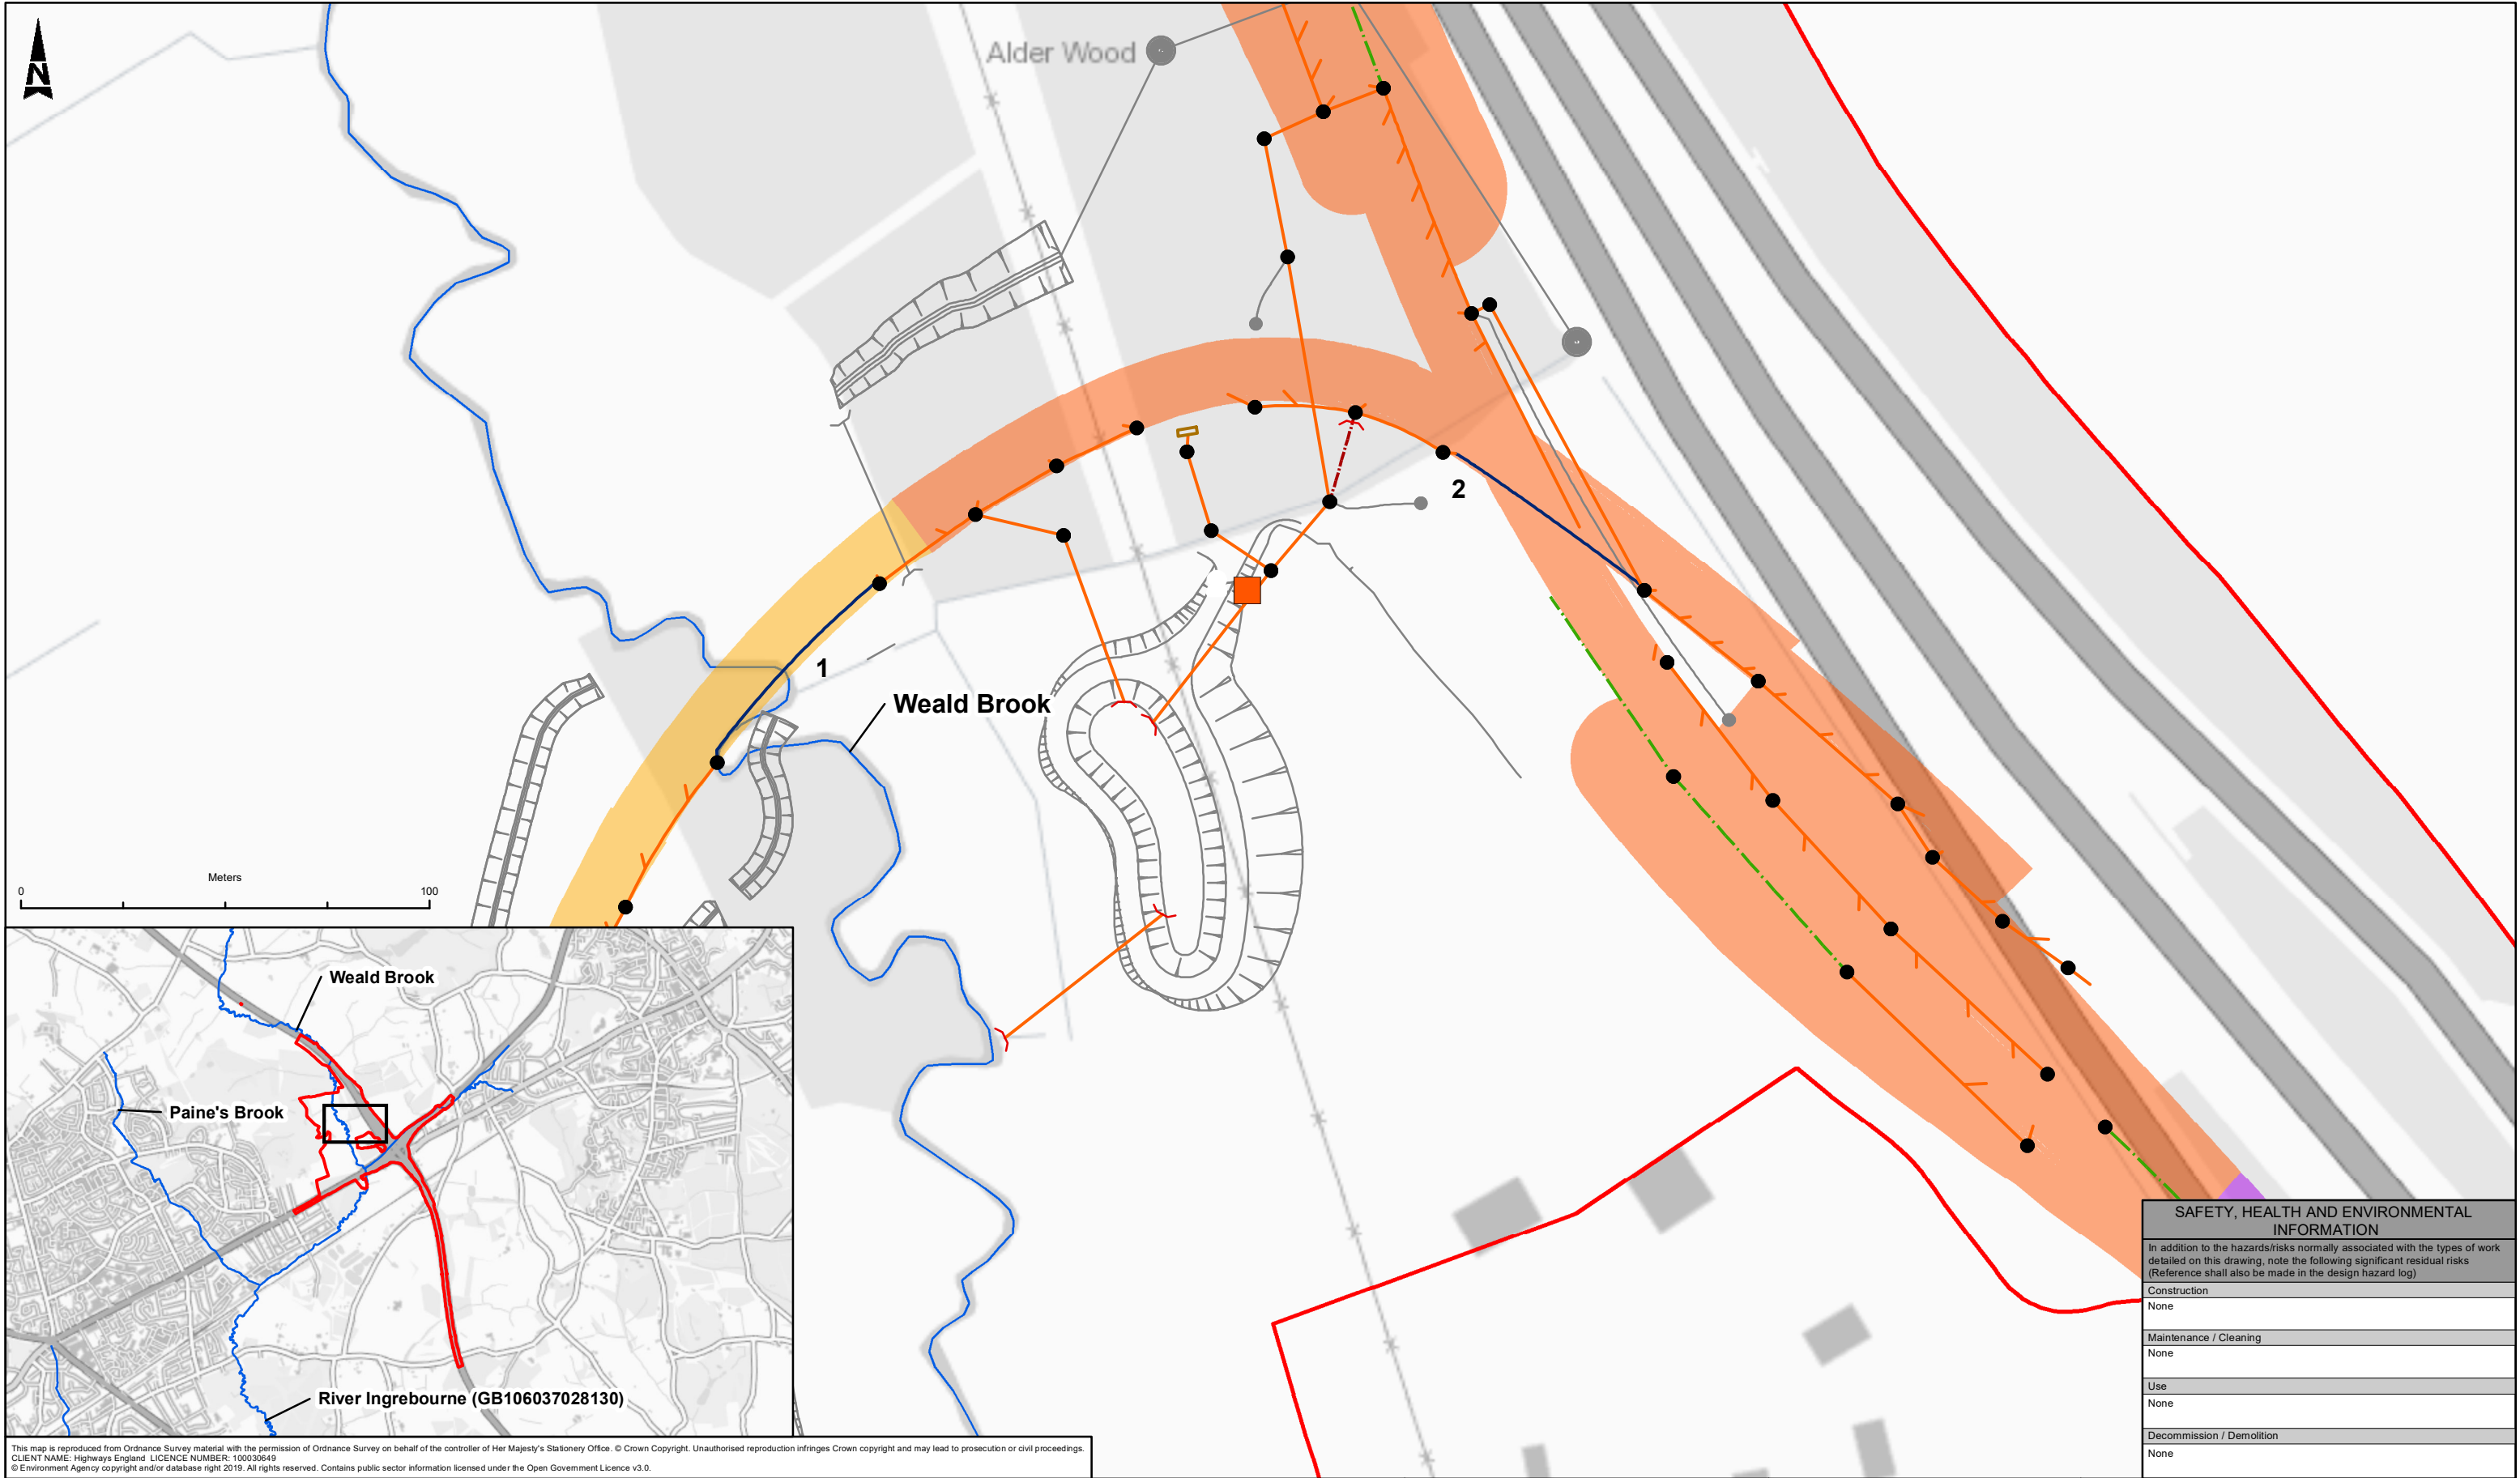 N
Alder Wood
2
1
Weald Brook
Meters
0 100
Weald Brook
Paine's Brook
River Ingrebourne (GB106037028130)
SAFETY, HEALTH AND ENVIRONMENTAL
INFORMATION
In addition to the hazards/risks normally associated with the types of work
detailed on this drawing, note the following significant residual risks
(Reference shall also be made in the design hazard log)
Construction
None
Maintenance / Cleaning
None
Use
None
Decommission / Demolition
None
This map is reproduced from Ordnance Survey material with the permission of Ordnance Survey on behalf of the controller of Her Majesty's Stationery Office. © Crown Copyright. Unauthorised reproduction infringes Crown copyright and may lead to prosecution or civil proceedings.
CLIENT NAME: Highways England LICENCE NUMBER: 100030649
© Environment Agency copyright and/or database right 2019. All rights reserved. Contains public sector information licensed under the Open Government Licence v3.0.